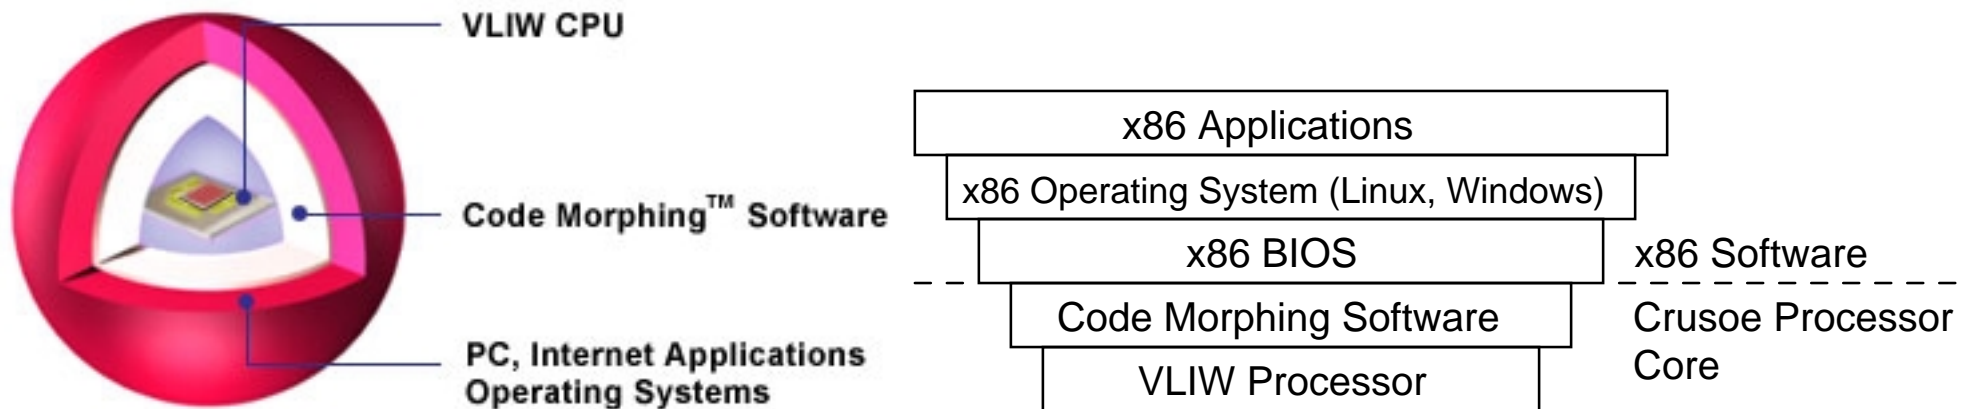 VLIW CPU
Code Morphing™ Software
PC, Internet Applications
Operating Systems
x86 Applications
x86 Operating System (Linux, Windows)
x86 BIOS
x86 Software
Code Morphing Software
Crusoe Processor
Core
VLIW Processor